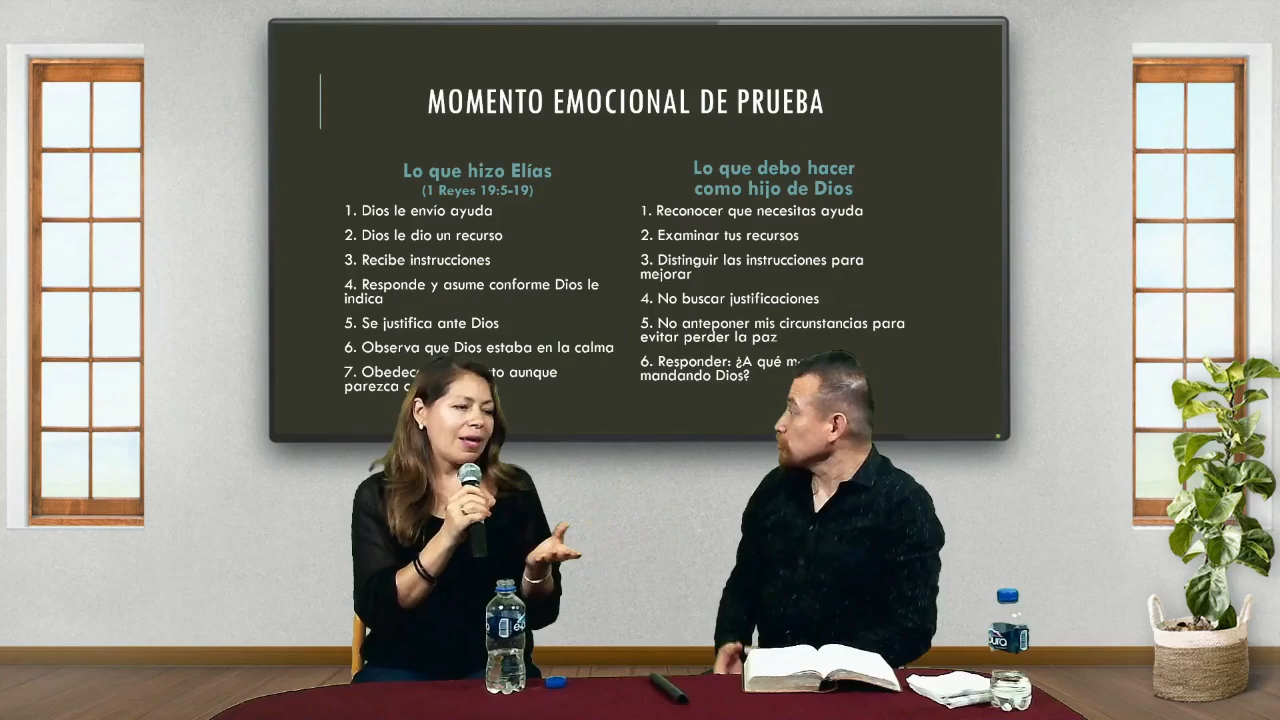 MOMENTO EMOCIONAL DE PRUEBA
Lo que hizo Elías
(1 Reyes 19:5-19)
1. Dios le envío ayuda
2. Dios le dio un recurso
3. Recibe instrucciones
4. Responde y asume conforme Dios le
indica
5. Se justifica ante Dios
6. Observa que Dios estaba en la calma
7. aunque
parezca
Lo que debo hacer
como hijo de Dios
1. Reconocer que necesitas ayuda
2. Examinar tus recursos
3. Distinguir las instrucciones para
mejorar
4. No buscar justificaciones
5. No anteponer mis circunstancias para
evitar perder la paz
6. Responder: ¿A qué
mandando Dios?